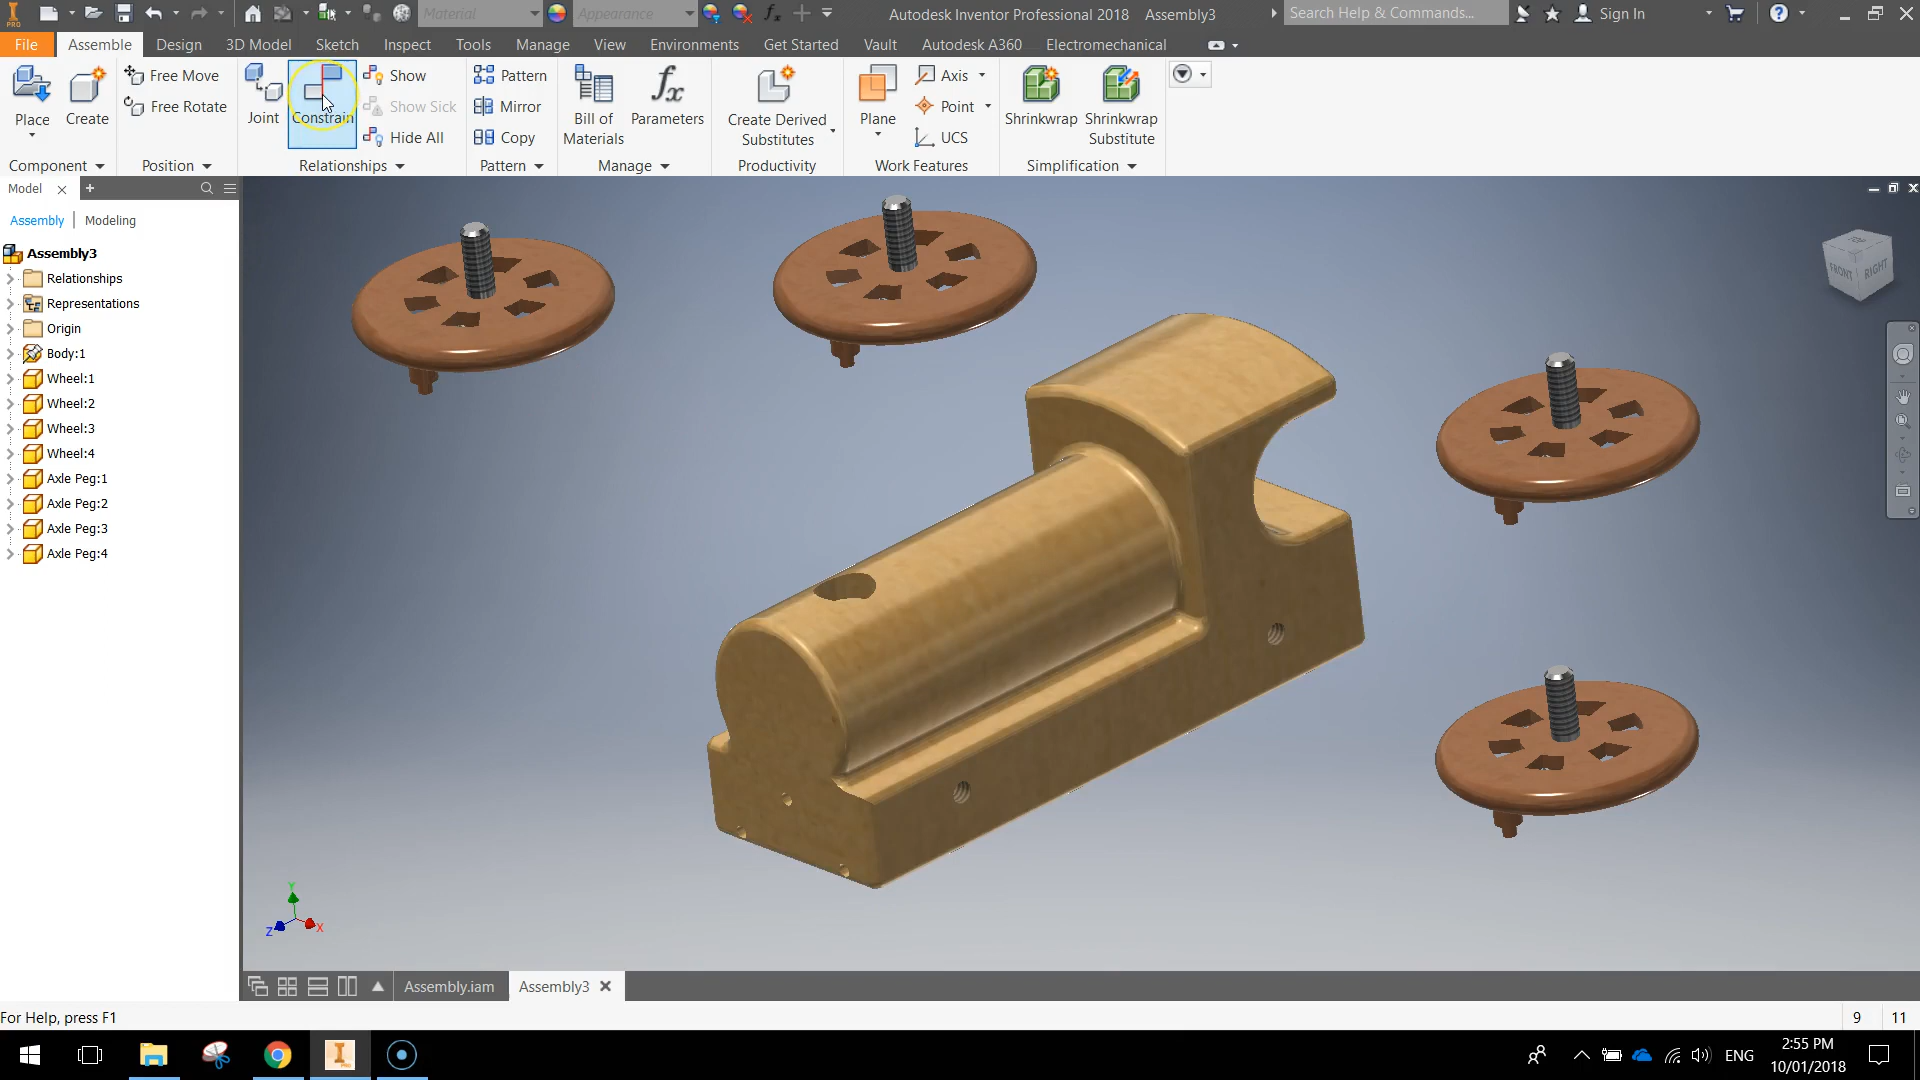 PRO
Material
Appearance
Autodesk Inventor Professional 2018 Assembly3
Search Help & Commands...
Sign In
File Assemble Design 3D Model Sketch Inspect Tools Manage View Environments Get Started Vault Autodesk A360 Electromechanical
Place
Create
Free Move
Free Rotate
Joint
Constrain
Show
Show Sick
Hide All
Pattern
Mirror
Copy
Bill of
Materials
Parameters
Create Derived
Substitutes
Plane
Axis
Point
UCS
Shrinkwrap
Shrinkwrap
Substitute
Component Position Relationships Pattern Manage Productivity Work Features Simplification
Model
Assembly Modeling
Assembly3
Relationships
Representations
Origin
Body:1
Wheel:1
Wheel:2
Wheel:3
Wheel:4
Axle Peg:1
Axle Peg:2
Axle Peg:3
Axle Peg:4
TOP
FRONT RIGHT
Y
Z X
Assembly.iam Assembly3
For Help, press F1
9 11
ENG
2:55 PM
10/01/2018